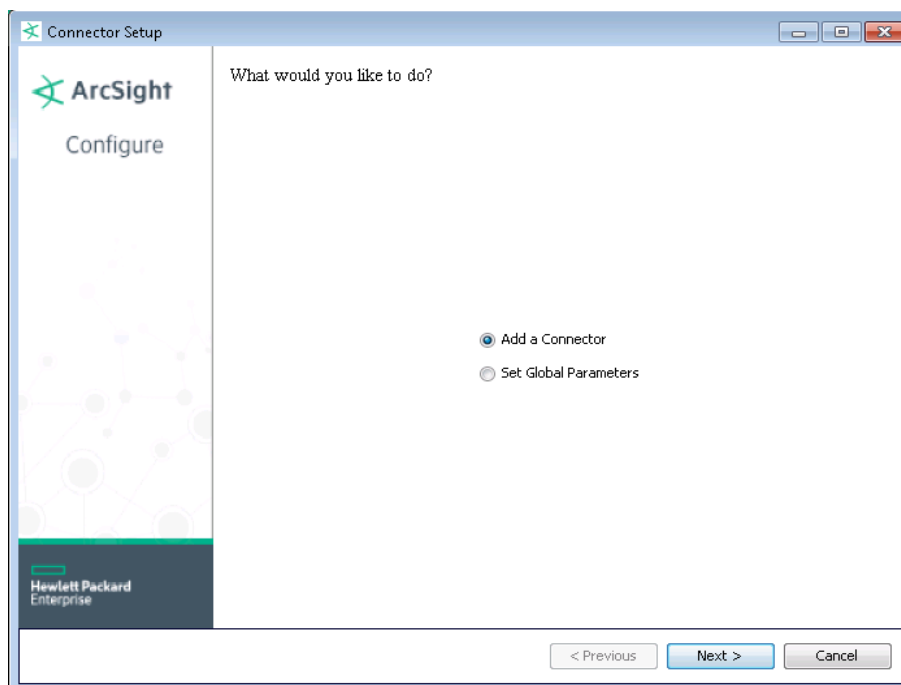 Connector Setup
ArcSight
Configure
What would you like to do?
Add a Connector
Set Global Parameters
Hewlett Packard
Enterprise
< Previous
Next >
Cancel